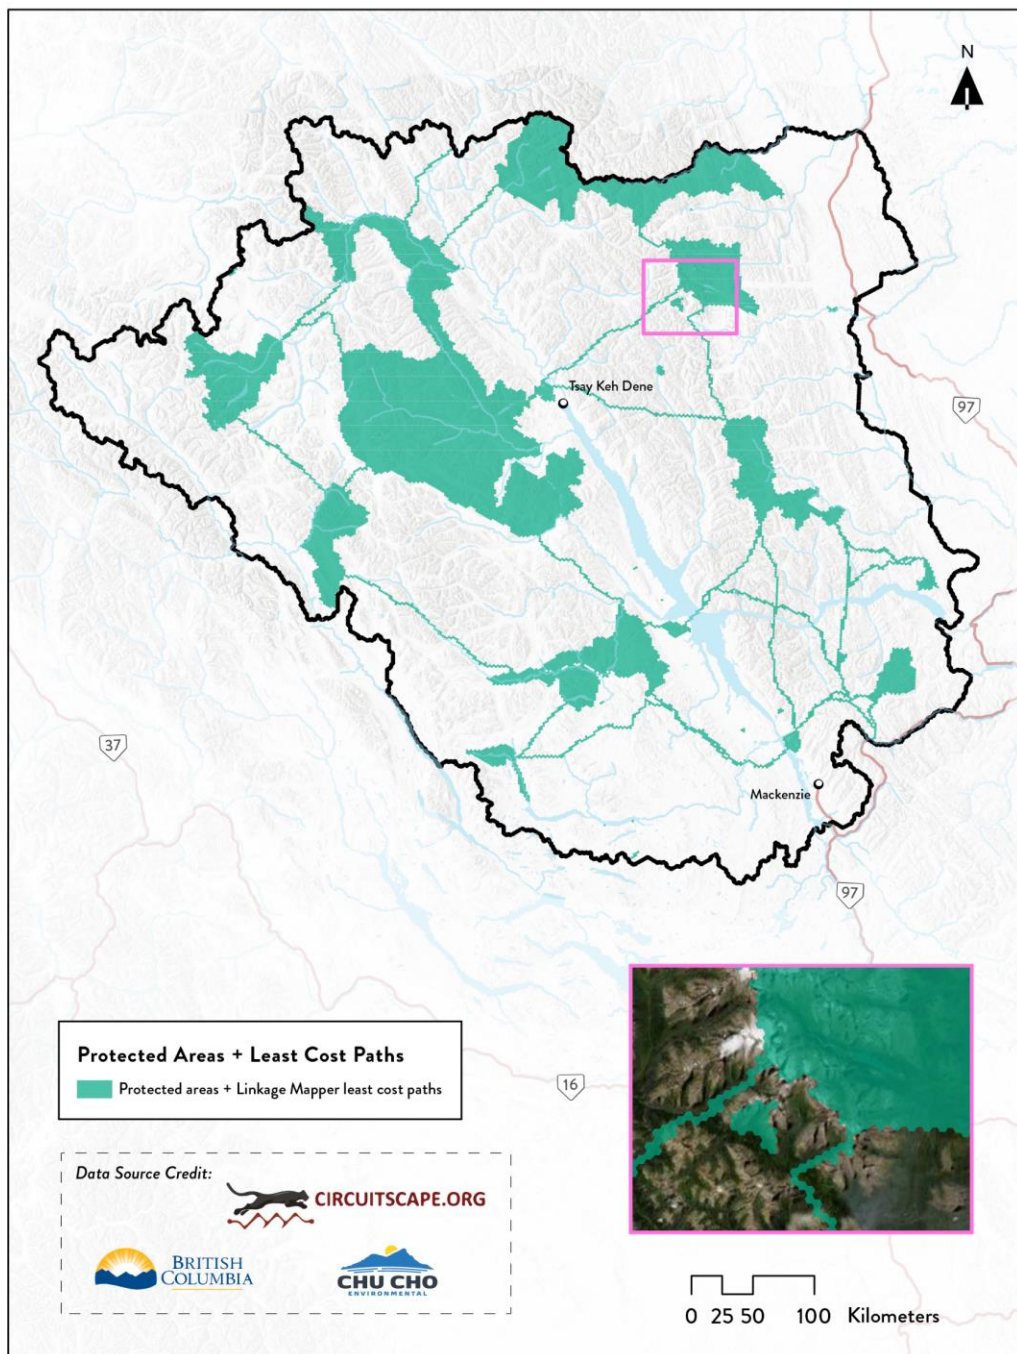 N
Tsay Keh Dene
97
37
Mackenzie
97
16
Protected Areas + Least Cost Paths
Protected areas + Linkage Mapper least cost paths
Data Source Credit:
CIRCUITSCAPE.ORG
BRITISH
COLUMBIA
CHU CHO
ENVIRONMENTAL
0 25 50 100 Kilometers